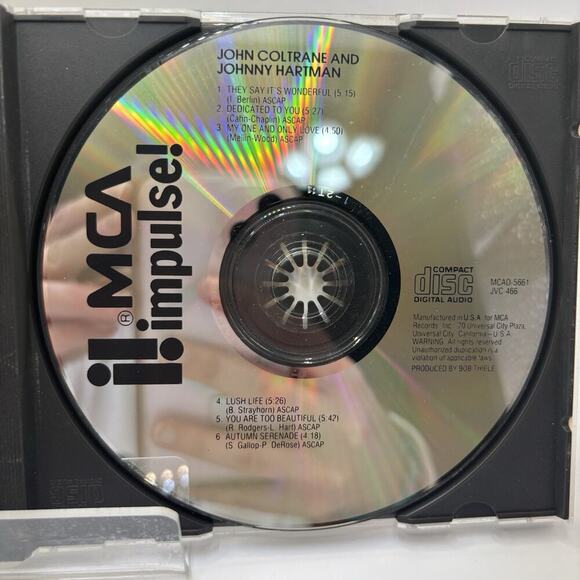 JOHN COLTRANE AND
JOHNNY HARTMAN
1 THEY SAY IT'S WONDERFUL (5:15)
(I. Berlin) ASCAP
2 DEDICATED TO YOU (5:27)
(Cahn-Chaplin) ASCAP
3 MY ONE AND ONLY LOVE (4:50)
(Mellin-Wood) ASCAP
® MCA
impulse!
COMPACT
disc
DIGITAL AUDIO
MCAD-5661
JVC-466
Manufactured in U.S.A. for MCA
Records Inc. 70 Universal City Plaza,
Universal City, California - U.S.A.
WARNING: All rights reserved.
Unauthorized duplication is a
violation of applicable laws.
PRODUCED BY BOB THIELE
4 LUSH LIFE (5:26)
(B. Strayhorn) ASCAP
5 YOU ARE TOO BEAUTIFUL (5:42)
(R. Rodgers-L. Hart) ASCAP
6 AUTUMN SERENADE (4:18)
(S. Gallop-P. DeRose) ASCAP
COMPACT
disc
DIGITAL AUDIO